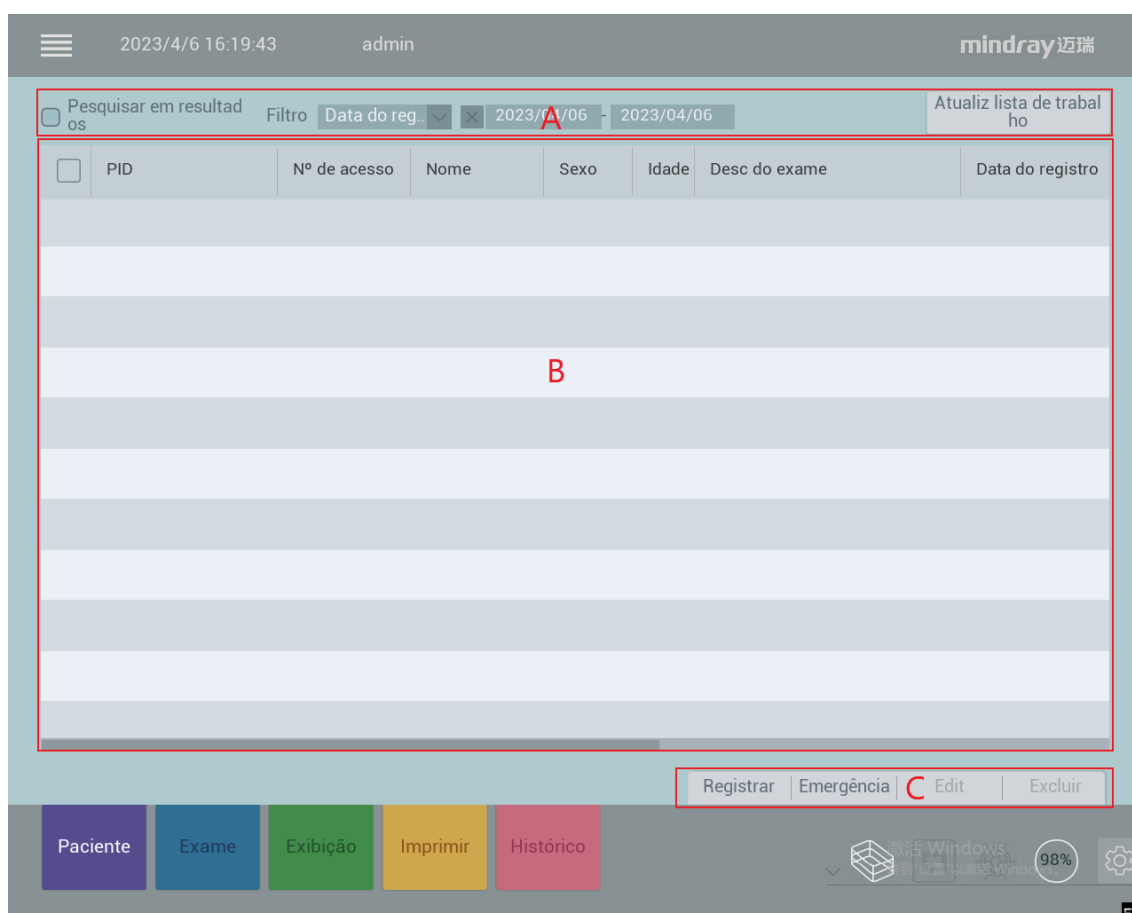 2023/4/6 16:19:43 admin mindray迈瑞
Pesquisar em resultad
os
Filtro Data do reg.. 2023/04/06 - 2023/04/06
A
Atualiz lista de trabal
ho
PID Nº de acesso Nome Sexo Idade Desc do exame Data do registro
B
Registrar Emergência C Edit Excluir
Paciente Exame Exibição Imprimir Histórico
激活 Windows
98%